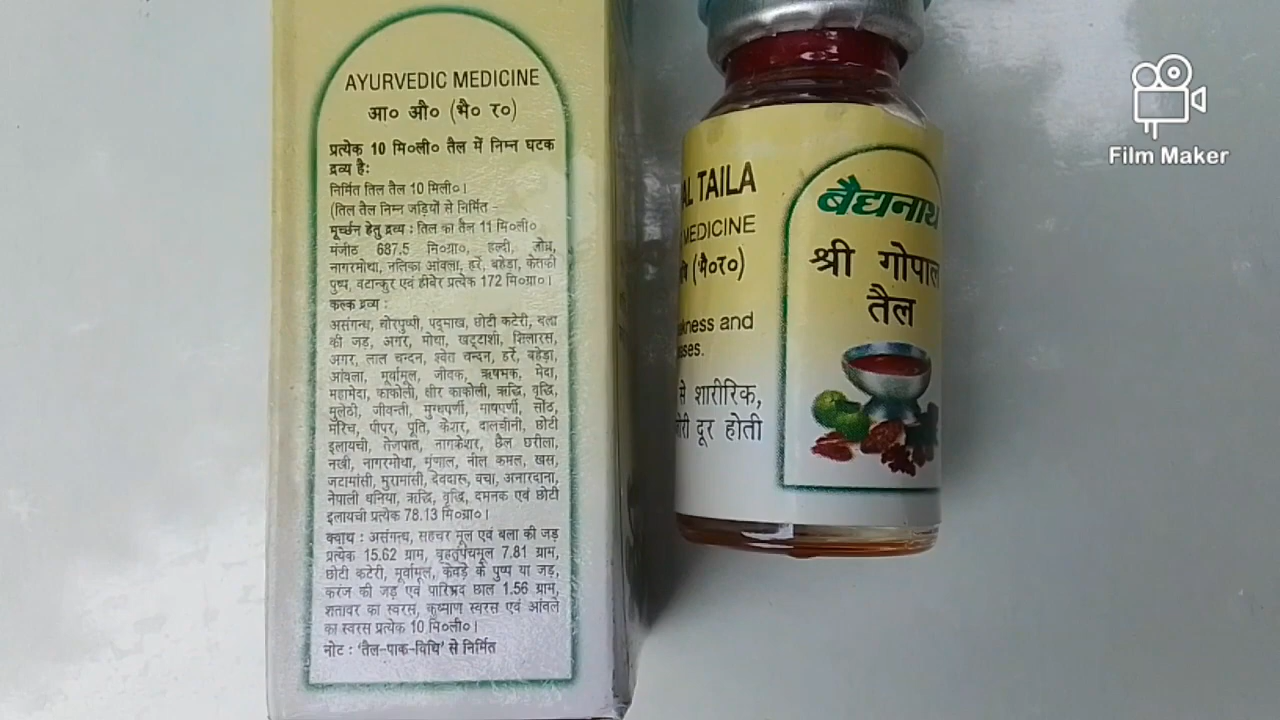 AYURVEDIC MEDICINE
आ० औ० (भै० र०)
प्रत्येक 10 मि०ली० तैल में निम्न घटक
द्रव्य है:
निर्मित तिल तैल 10 मिली०।
(तिल तैल निम्न जड़ियों से निर्मित –
मूर्च्छन हेतु द्रव्य : तिल का तैल 11 मि०ली०
मंजीठ 687.5 मि०ग्रा०, हल्दी, लोध्र,
नागरमोथा, नलिका आंवला, हरें, बहेड़ा, केतकी
पुष्प, वटान्कुर एवं ह्रीबेर प्रत्येक 172 मि०ग्रा०।
कल्क द्रव्य :
असंगन्ध, चोरपुष्पी, पद्माख, छोटी कटेरी, बला
की जड़, अगर, मोथा, खट्टाशी, शिलारस,
अगर, लाल चन्दन, श्वेत चन्दन, हर्रे, बहेड़ा,
आंवला, मूर्वामूल, जीवक, ऋषभक, मेदा,
महामेदा, काकोली, क्षीर काकोली, ऋद्धि, वृद्धि,
मुलेठी, जीवन्ती, मुग्धपर्णी, माषपर्णी, सोंठ,
मरिच, पीपर, पूति, केशर, दालचीनी, छोटी
इलायची, तेजपात, नागकेशर, छैल छरीला,
नखी, नागरमोथा, मृणाल, नील कमल, खस,
जटामांसी, मुरामांसी, देवदारू, वचा, अनारदाना,
नेपाली धनिया, ऋद्धि, वृद्धि, दमनक एवं छोटी
इलायची प्रत्येक 78.13 मि०ग्रा०।
क्वाथ : असंगन्ध, सहचर मूल एवं बला की जड़
प्रत्येक 15.62 ग्राम, वृहत्पंचमूल 7.81 ग्राम,
छोटी कटेरी, मूर्वामूल, केवड़े के पुष्प या जड़,
करंज की जड़ एवं पारिभद्र छाल 1.56 ग्राम,
शतावर का स्वरस, कुष्माण स्वरस एवं आंवले
का स्वरस प्रत्येक 10 मि०ली०।
नोट : 'तैल-पाक-विधि' से निर्मित
AL TAILA
MEDICINE
(भै०र०)
kness and
ases.
से शारीरिक,
दूर होती
बैद्यनाथ
श्री गोपाल
तैल
Film Maker